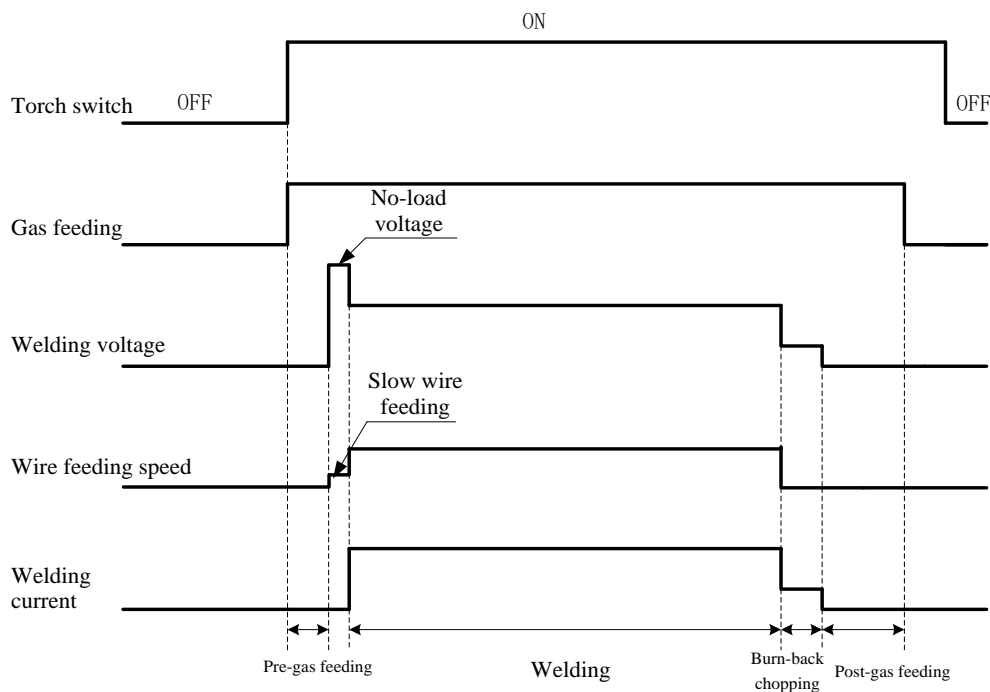 ON
Torch switch
OFF
OFF
Gas feeding
No-load
voltage
Welding voltage
Slow wire
feeding
Wire feeding speed
Welding
current
Pre-gas feeding
Welding
Burn-back
chopping
Post-gas feeding